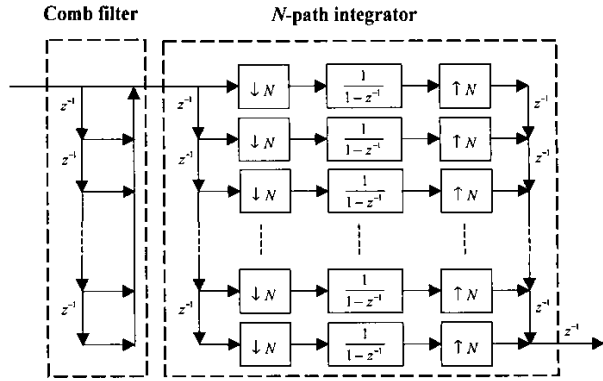 Comb filter N-path integrator
z⁻¹ z⁻¹ ↓N 1/(1−z⁻¹) ↑N z⁻¹
z⁻¹ z⁻¹ ↓N 1/(1−z⁻¹) ↑N z⁻¹
↓N 1/(1−z⁻¹) ↑N
z⁻¹ z⁻¹ ↓N 1/(1−z⁻¹) ↑N z⁻¹
↓N 1/(1−z⁻¹) ↑N z⁻¹